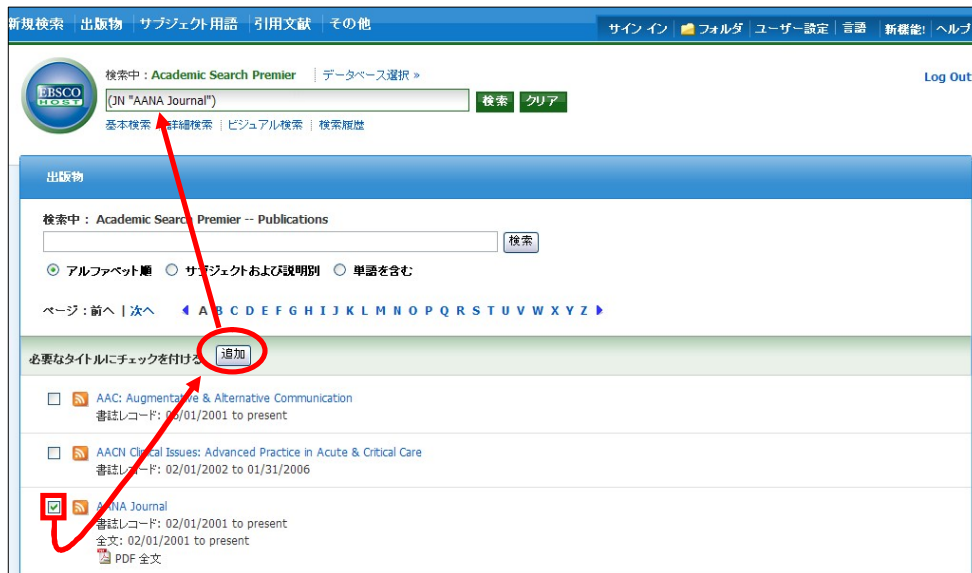 新規検索 出版物 サブジェクト用語 引用文献 その他 サイン イン フォルダ ユーザー設定 言語 新機能! ヘルプ
検索中 : Academic Search Premier データベース選択 »
Log Out
EBSCO
HOST
(JN "AANA Journal") 検索 クリア
基本検索 詳細検索 ビジュアル検索 検索履歴
出版物
検索中 : Academic Search Premier -- Publications
検索
アルファベット順 サブジェクトおよび説明別 単語を含む
ページ : 前へ | 次へ A B C D E F G H I J K L M N O P Q R S T U V W X Y Z
必要なタイトルにチェックを付ける 追加
AAC: Augmentative & Alternative Communication
書誌レコード: /01/2001 to present
AACN Clinical Issues: Advanced Practice in Acute & Critical Care
書誌レコード: 02/01/2002 to 01/31/2006
AANA Journal
書誌レコード: 02/01/2001 to present
全文: 02/01/2001 to present
PDF 全文